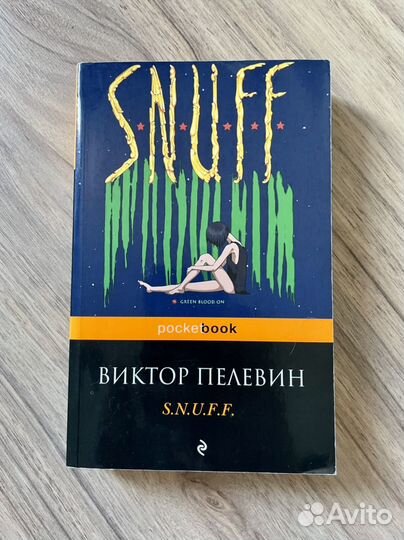 S.N.U.F.F
GREEN BLOOD ON
pocketbook
ВИКТОР ПЕЛЕВИН
S.N.U.F.F.
Avito